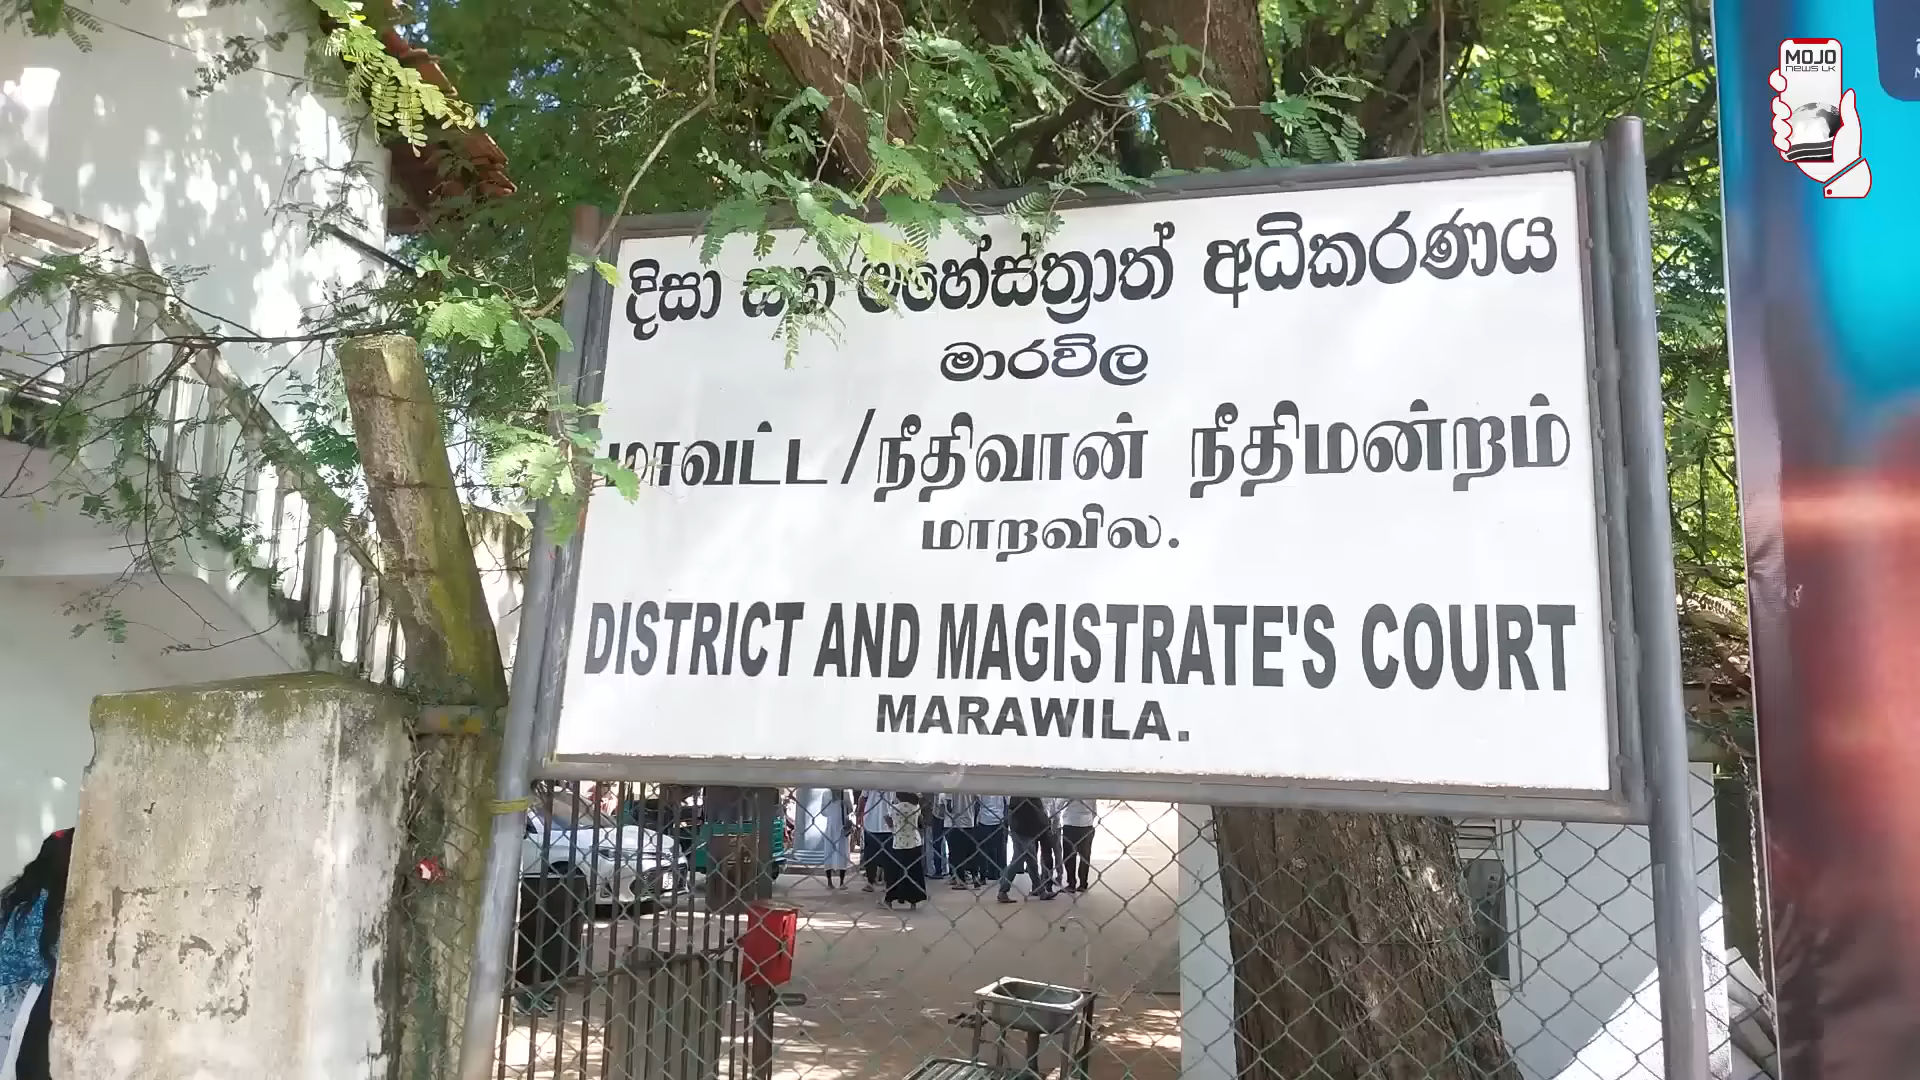 MOJO
news LK
දිසා සහ මහේස්ත්‍රාත් අධිකරණය
මාරවිල
மாவட்ட/நீதிவான் நீதிமன்றம்
மாறவில.
DISTRICT AND MAGISTRATE'S COURT
MARAWILA.